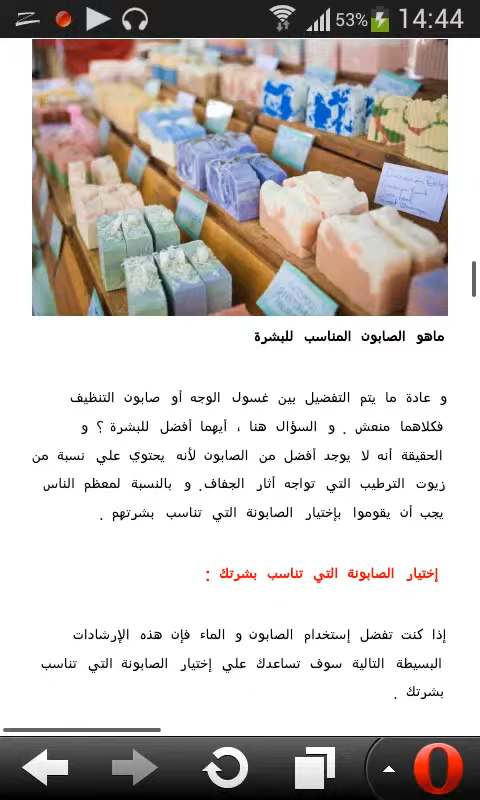 53%
14:44
ماهو الصابون المناسب للبشرة
و عادة ما يتم التفضيل بين غسول الوجه أو صابون التنظيف
فكلاهما منعش . و السؤال هنا ، أيهما أفضل للبشرة ؟ و
الحقيقة أنه لا يوجد أفضل من الصابون لأنه يحتوي علي نسبة من
زيوت الترطيب التي تواجه أثار الجفاف. و بالنسبة لمعظم الناس
يجب أن يقوموا بإختيار الصابونة التي تناسب بشرتهم .
إختيار الصابونة التي تناسب بشرتك :
إذا كنت تفضل إستخدام الصابون و الماء فإن هذه الإرشادات
البسيطة التالية سوف تساعدك علي إختيار الصابونة التي تناسب
بشرتك .